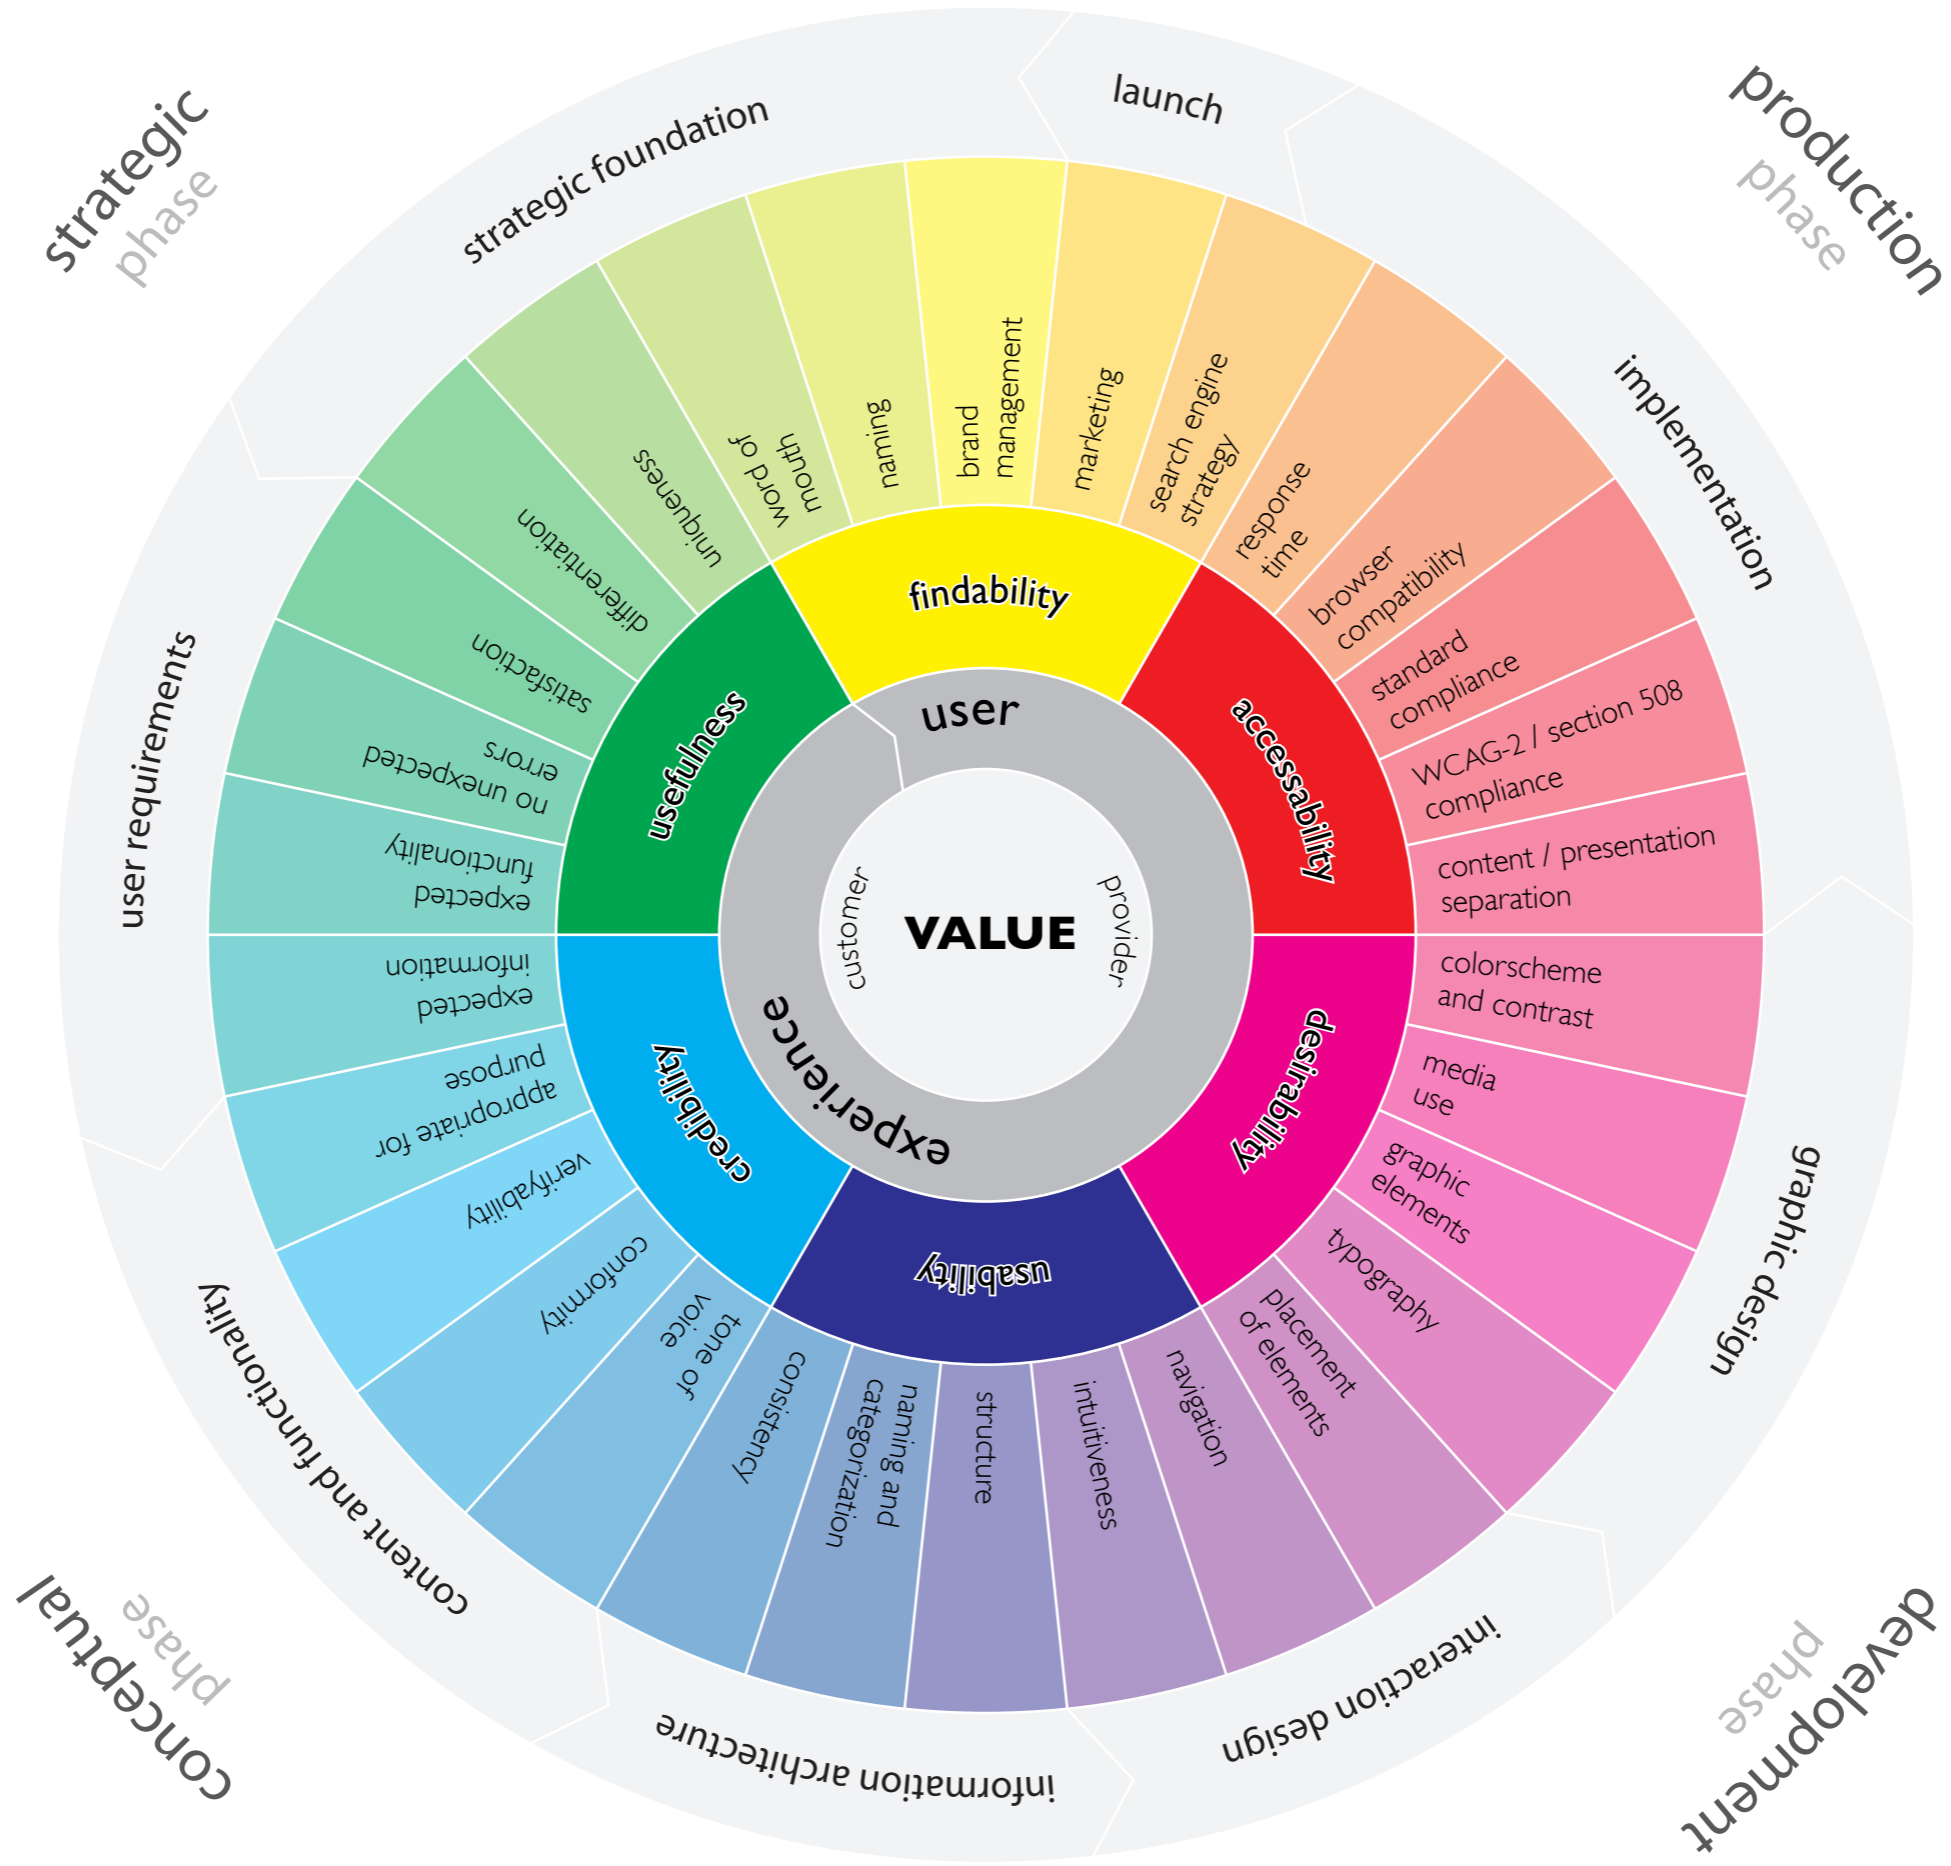 strategic
phase
production
phase
development
phase
conceptual
phase
strategic foundation
launch
implementation
graphic design
interaction design
information architecture
content and functionality
user requirements
brand
management
marketing
search engine
strategy
response
time
browser
compatibility
standard
compliance
WCAG-2 / section 508
compliance
content / presentation
separation
colorscheme
and contrast
media
use
graphic
elements
typography
placement
of elements
navigation
intuitiveness
structure
naming and
categorization
consistency
tone of
voice
conformity
verifyability
appropriate for
purpose
expected
information
expected
functionality
no unexpected
errors
satisfaction
differentiation
uniqueness
word of
mouth
naming
findability
accessability
desirability
usability
credibility
usefulness
user
experience
customer
VALUE
provider